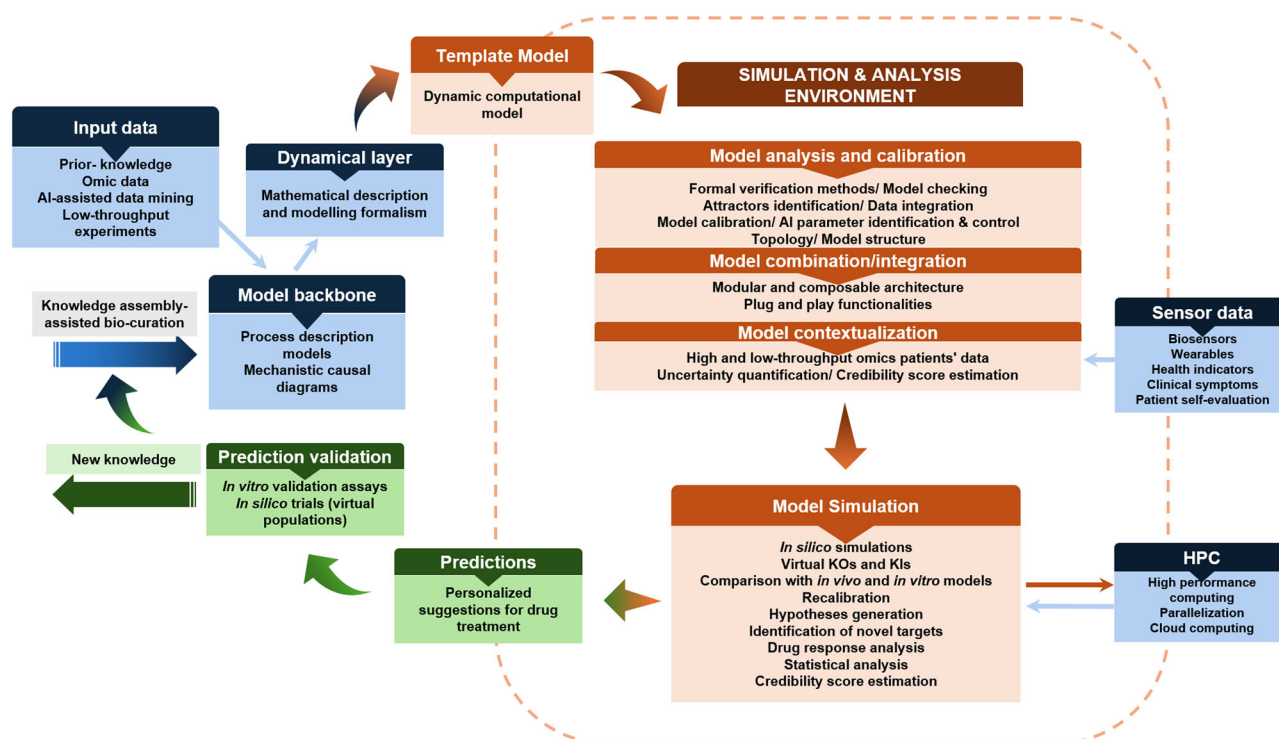 Template Model
Dynamic computational
model
SIMULATION & ANALYSIS
ENVIRONMENT
Input data
Prior- knowledge
Omic data
AI-assisted data mining
Low-throughput
experiments
Dynamical layer
Mathematical description
and modelling formalism
Model analysis and calibration
Formal verification methods/ Model checking
Attractors identification/ Data integration
Model calibration/ AI parameter identification & control
Topology/ Model structure
Model combination/integration
Modular and composable architecture
Plug and play functionalities
Model contextualization
High and low-throughput omics patients' data
Uncertainty quantification/ Credibility score estimation
Sensor data
Biosensors
Wearables
Health indicators
Clinical symptoms
Patient self-evaluation
Knowledge assembly-
assisted bio-curation
Model backbone
Process description
models
Mechanistic causal
diagrams
New knowledge
Prediction validation
In vitro validation assays
In silico trials (virtual
populations)
Predictions
Personalized
suggestions for drug
treatment
Model Simulation
In silico simulations
Virtual KOs and KIs
Comparison with in vivo and in vitro models
Recalibration
Hypotheses generation
Identification of novel targets
Drug response analysis
Statistical analysis
Credibility score estimation
HPC
High performance
computing
Parallelization
Cloud computing